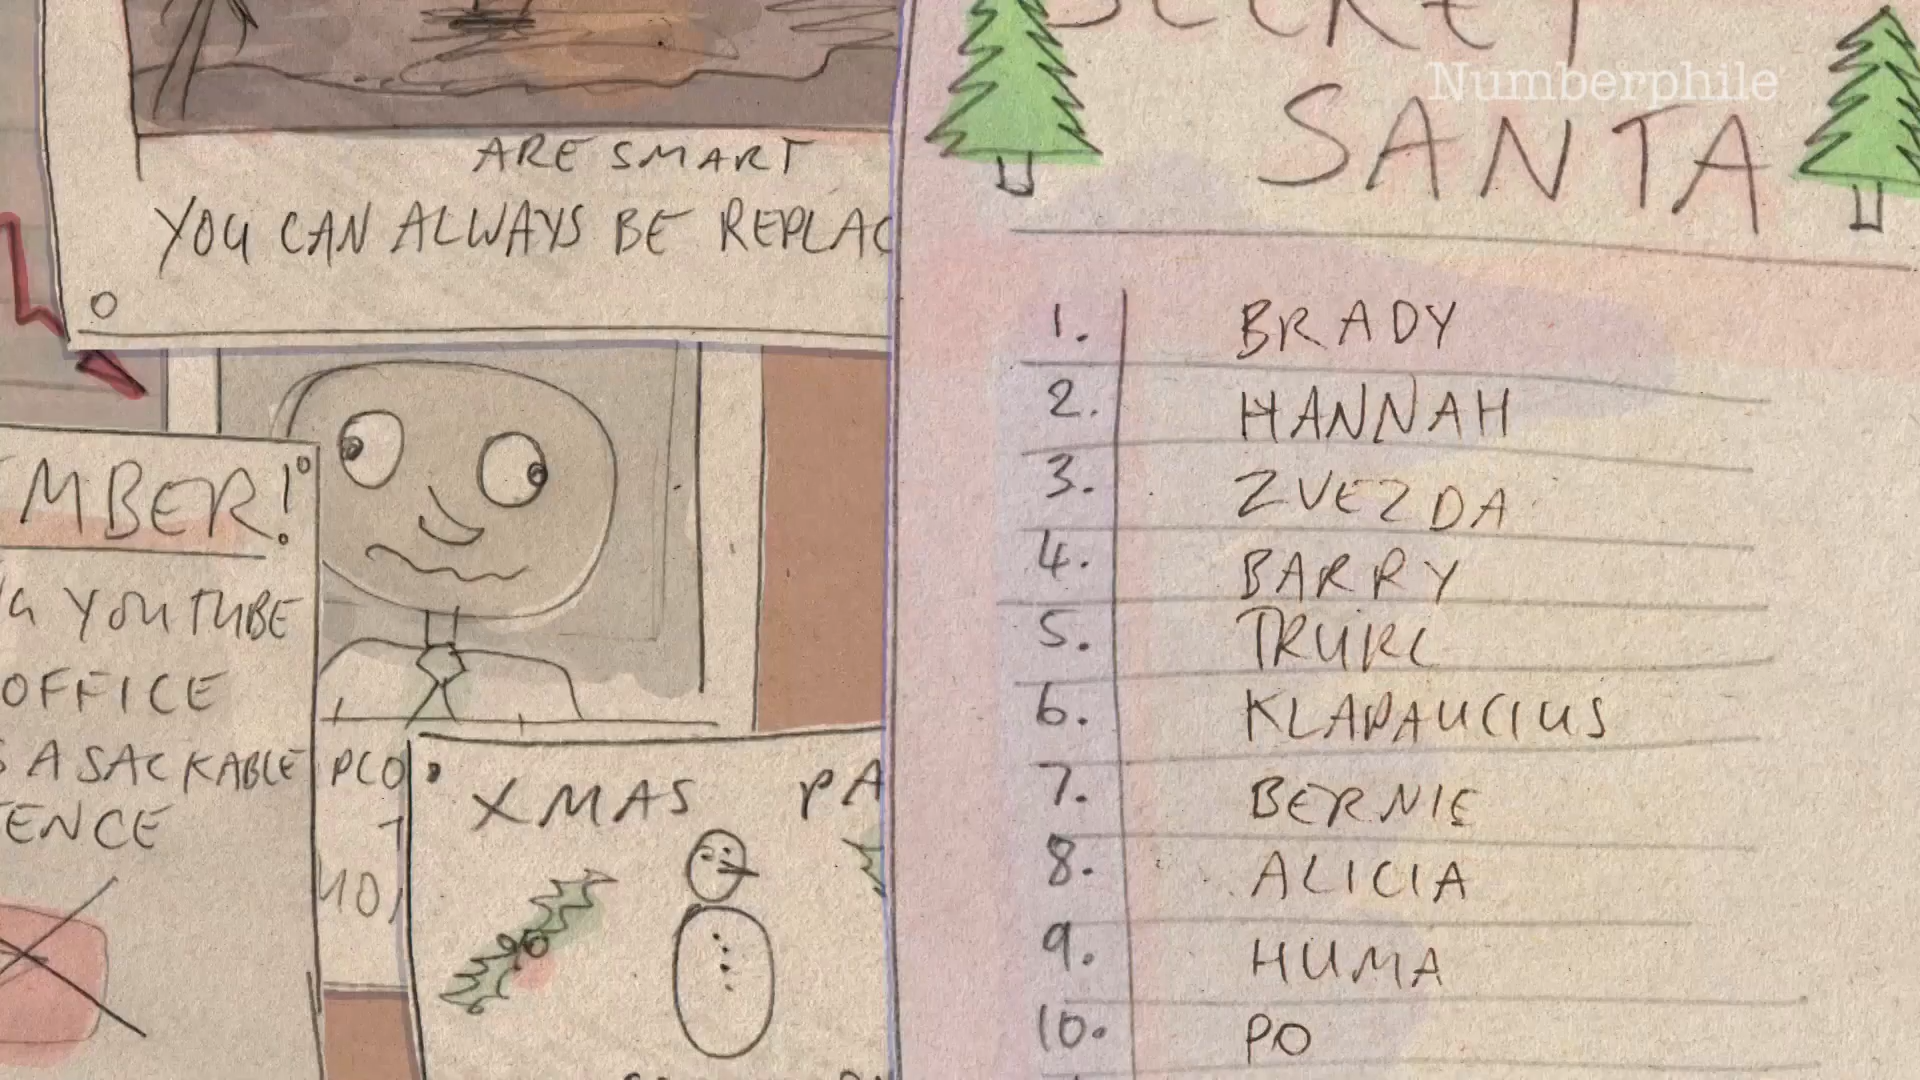 ARE SMART
YOU CAN ALWAYS BE REPLAC
MBER!
YOUTUBE
OFFICE
A SACKABLE
ENCE
XMAS PA
SECRET
SANTA
Numberphile
1. BRADY
2. HANNAH
3. ZVEZDA
4. BARRY
5. TRURL
6. KLAPAUCIUS
7. BERNIE
8. ALICIA
9. HUMA
10. PO